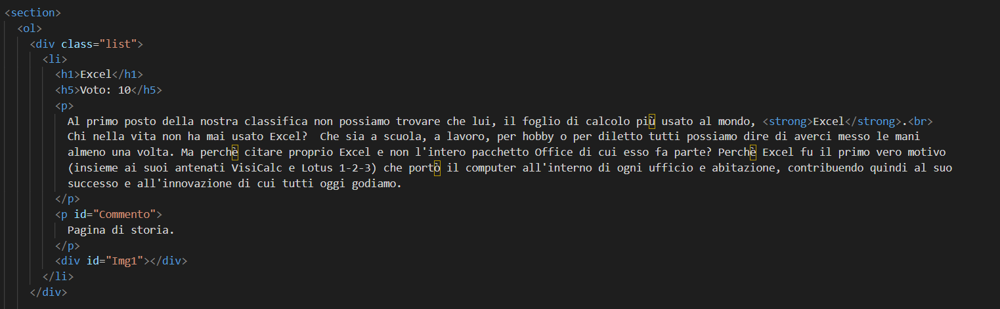 <section>
<ol>
<div class="list">
<li>
<h1>Excel</h1>
<h5>Voto: 10</h5>
<p>
Al primo posto della nostra classifica non possiamo trovare che lui, il foglio di calcolo più usato al mondo, <strong>Excel</strong>.<br>
Chi nella vita non ha mai usato Excel?  Che sia a scuola, a lavoro, per hobby o per diletto tutti possiamo dire di averci messo le mani
almeno una volta. Ma perchè citare proprio Excel e non l'intero pacchetto Office di cui esso fa parte? Perchè Excel fu il primo vero motivo
(insieme ai suoi antenati VisiCalc e Lotus 1-2-3) che portò il computer all'interno di ogni ufficio e abitazione, contribuendo quindi al suo
successo e all'innovazione di cui tutti oggi godiamo.
</p>
<p id="Commento">
Pagina di storia.
</p>
<div id="Img1"></div>
</li>
</div>